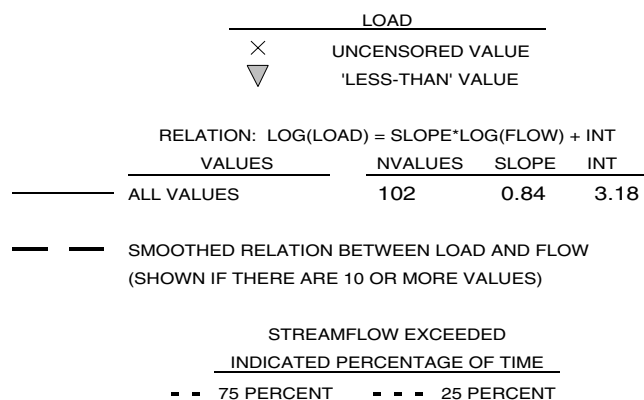 LOAD
UNCENSORED VALUE
'LESS-THAN' VALUE
RELATION: LOG(LOAD) = SLOPE*LOG(FLOW) + INT
VALUES NVALUES SLOPE INT
ALL VALUES 102 0.84 3.18
SMOOTHED RELATION BETWEEN LOAD AND FLOW
(SHOWN IF THERE ARE 10 OR MORE VALUES)
STREAMFLOW EXCEEDED
INDICATED PERCENTAGE OF TIME
75 PERCENT 25 PERCENT